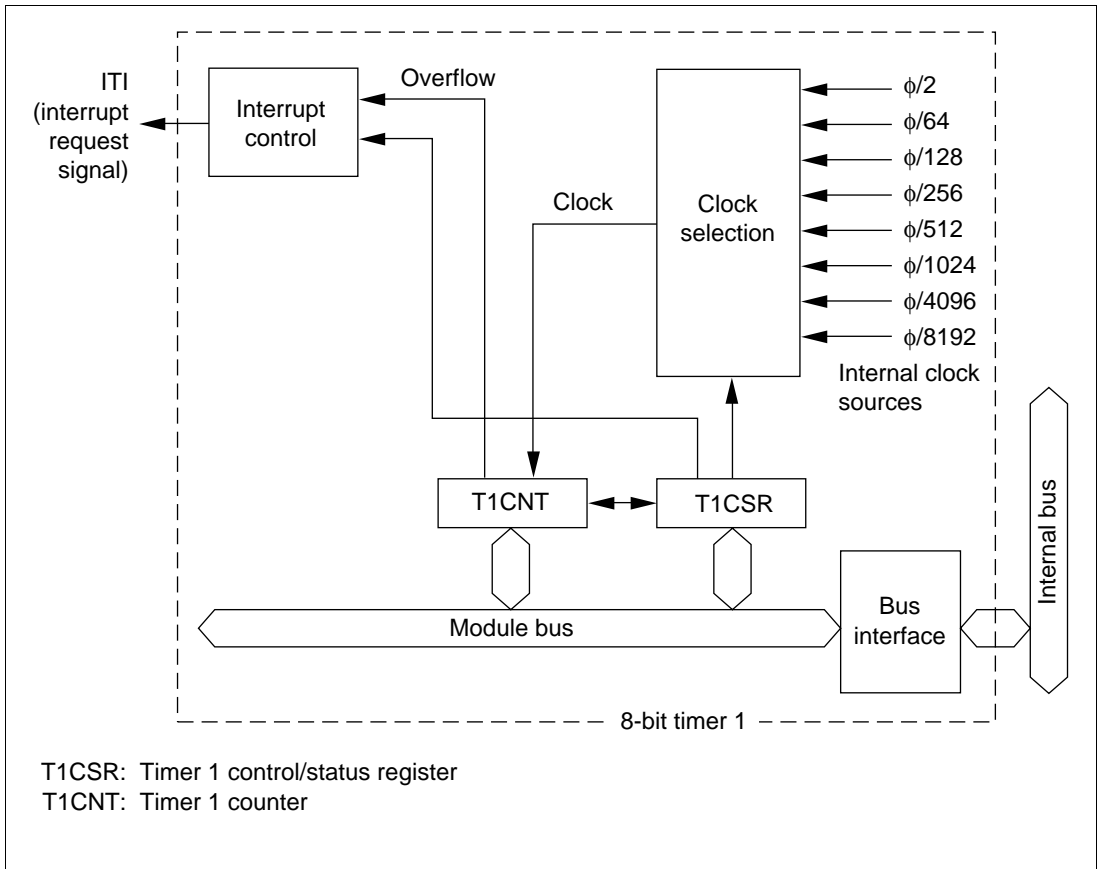 ITI
(interrupt
request
signal)
Interrupt
control
Overflow
Clock
Clock
selection
ϕ/2
ϕ/64
ϕ/128
ϕ/256
ϕ/512
ϕ/1024
ϕ/4096
ϕ/8192
Internal clock
sources
T1CNT
T1CSR
Module bus
Bus
interface
Internal bus
8-bit timer 1
T1CSR: Timer 1 control/status register
T1CNT: Timer 1 counter